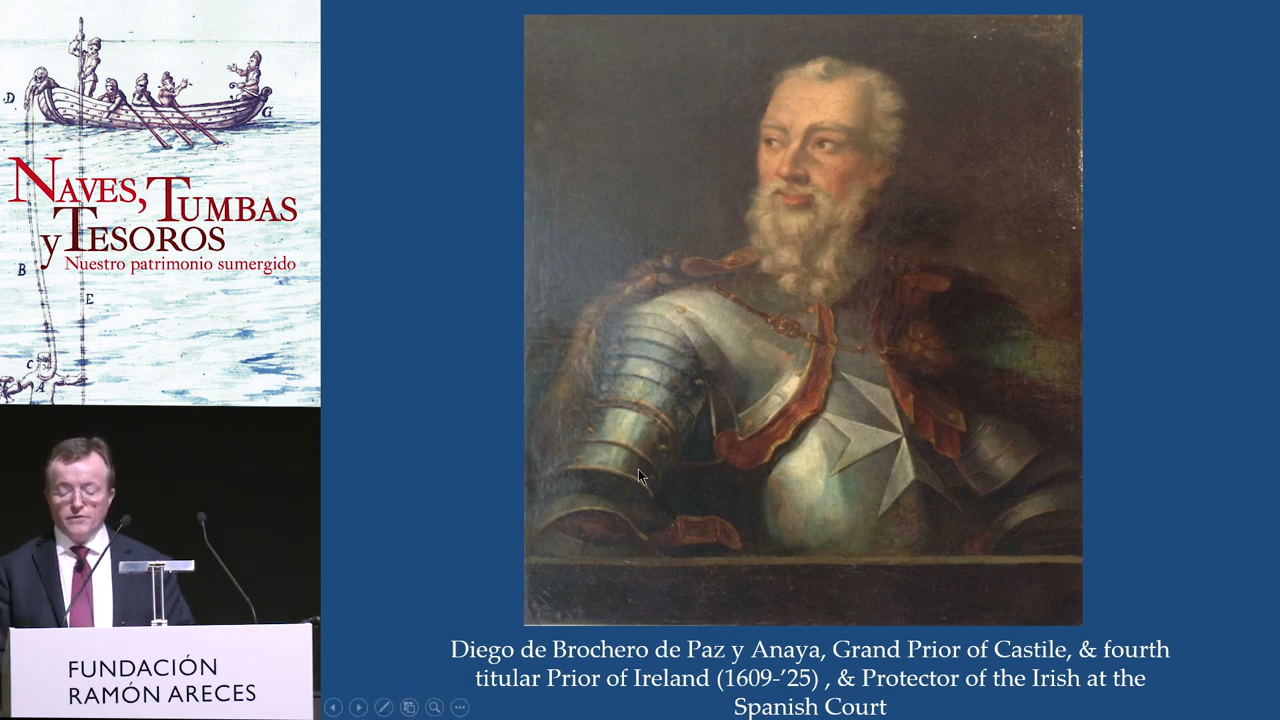 D
G
NAVES, TUMBAS
y TESOROS
Nuestro patrimonio sumergido
B
E
C
A
FUNDACIÓN
RAMÓN ARECES
Diego de Brochero de Paz y Anaya, Grand Prior of Castile, & fourth
titular Prior of Ireland (1609-’25) , & Protector of the Irish at the
Spanish Court